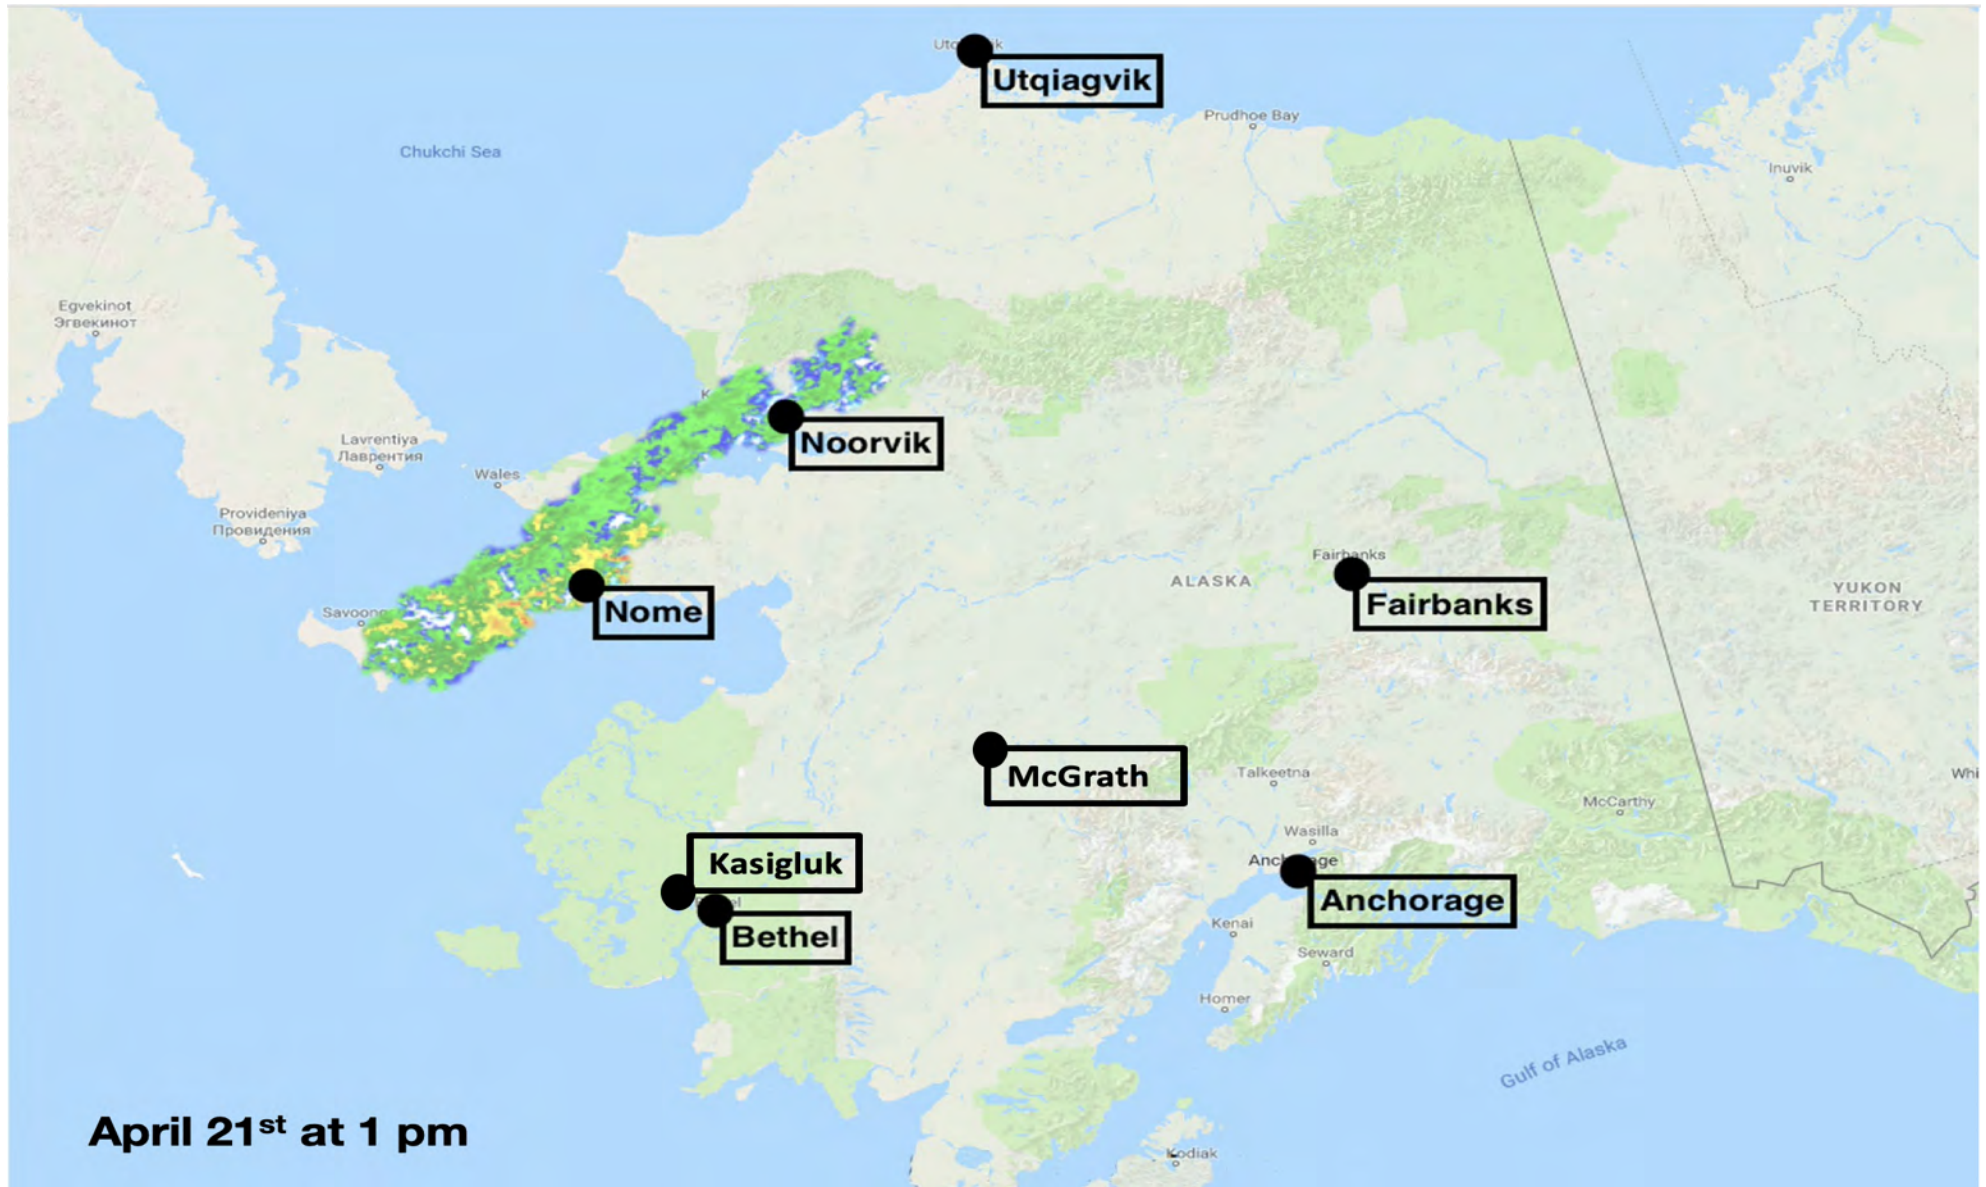 Utqiagvik
Prudhoe Bay
Chukchi Sea
Inuvik
Egvekinot
Эгвекинот
Noorvik
Lavrentiya
Лаврентия
Wales
Provideniya
Провидения
Fairbanks
ALASKA
Fairbanks
YUKON
TERRITORY
Nome
McGrath
Talkeetna
McCarthy
Wasilla
Kasigluk
Anchorage
Bethel
Kenai
Seward
Homer
Gulf of Alaska
April 21st at 1 pm
Kodiak